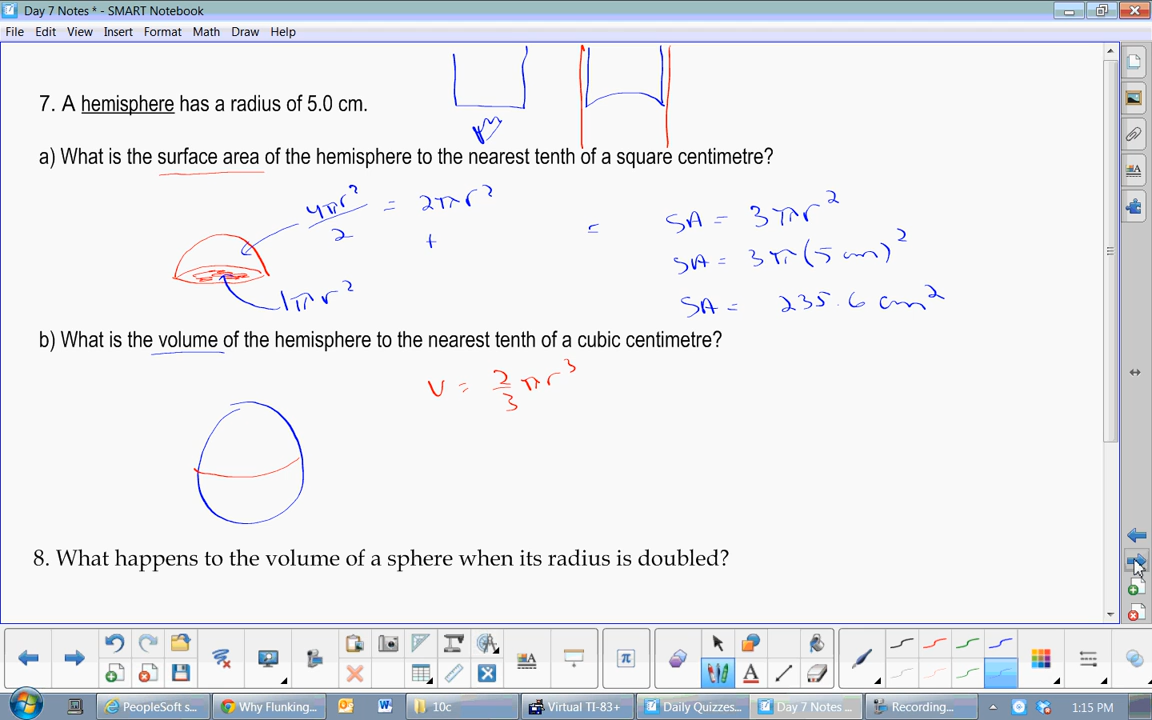 Day 7 Notes * - SMART Notebook
File Edit View Insert Format Math Draw Help
7. A hemisphere has a radius of 5.0 cm.
a) What is the surface area of the hemisphere to the nearest tenth of a square centimetre?
4πr²/2 = 2πr²
+
1πr²
= SA = 3πr²
SA = 3π(5 cm)²
SA = 235.6 cm²
b) What is the volume of the hemisphere to the nearest tenth of a cubic centimetre?
V = 2/3 πr³
8. What happens to the volume of a sphere when its radius is doubled?
PeopleSoft s... Why Flunking... 10c Virtual TI-83+ Daily Quizzes... Day 7 Notes ... Recording... 1:15 PM